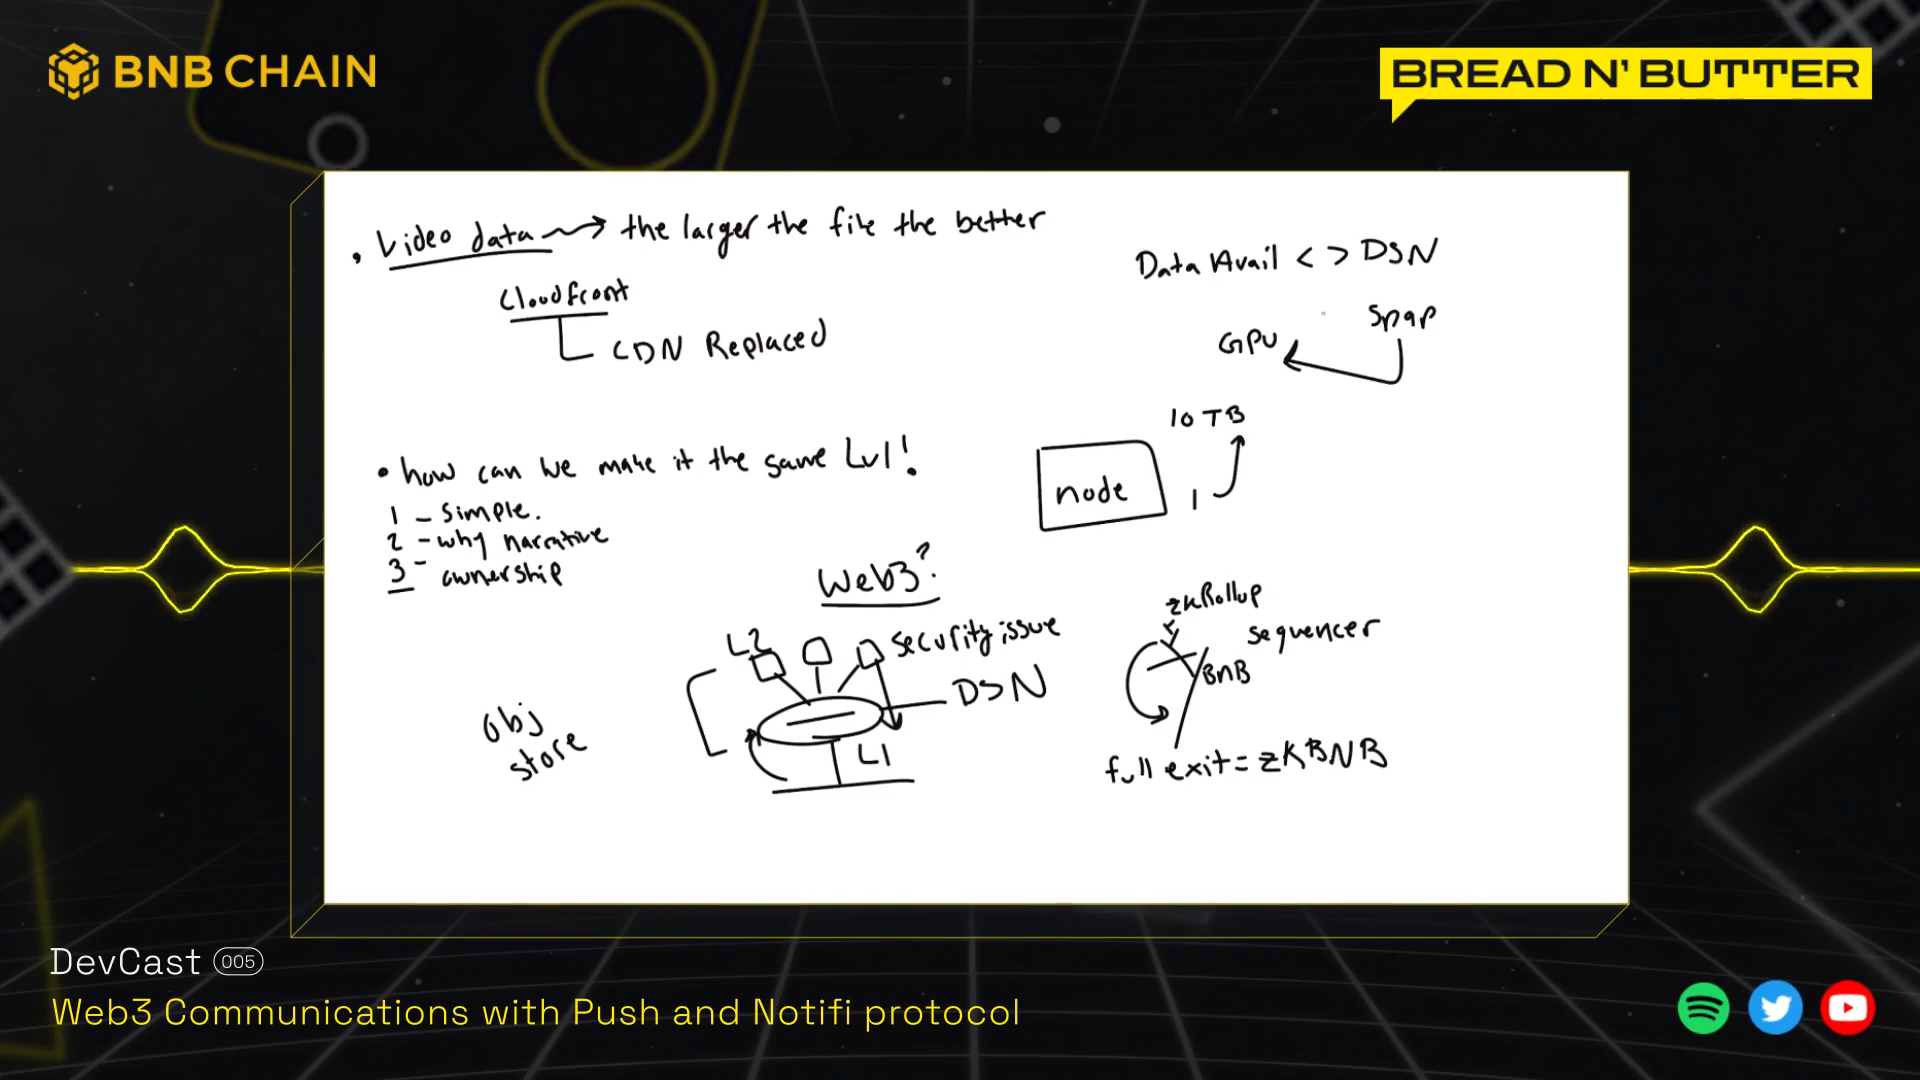 BNB CHAIN
BREAD N' BUTTER
Video data → the larger the file the better
Cloudfront
CDN Replaced
Data Avail < > DSN
GPU
10 TB
node
1
• how can we make it the same Lvl!
1 - Simple.
2 - why narrative
3 - ownership
Web3?
L2
security issue
DSN
L1
Obj
store
zkRollup
sequencer
BNB
full exit = zKBNB
DevCast 005
Web3 Communications with Push and Notifi protocol